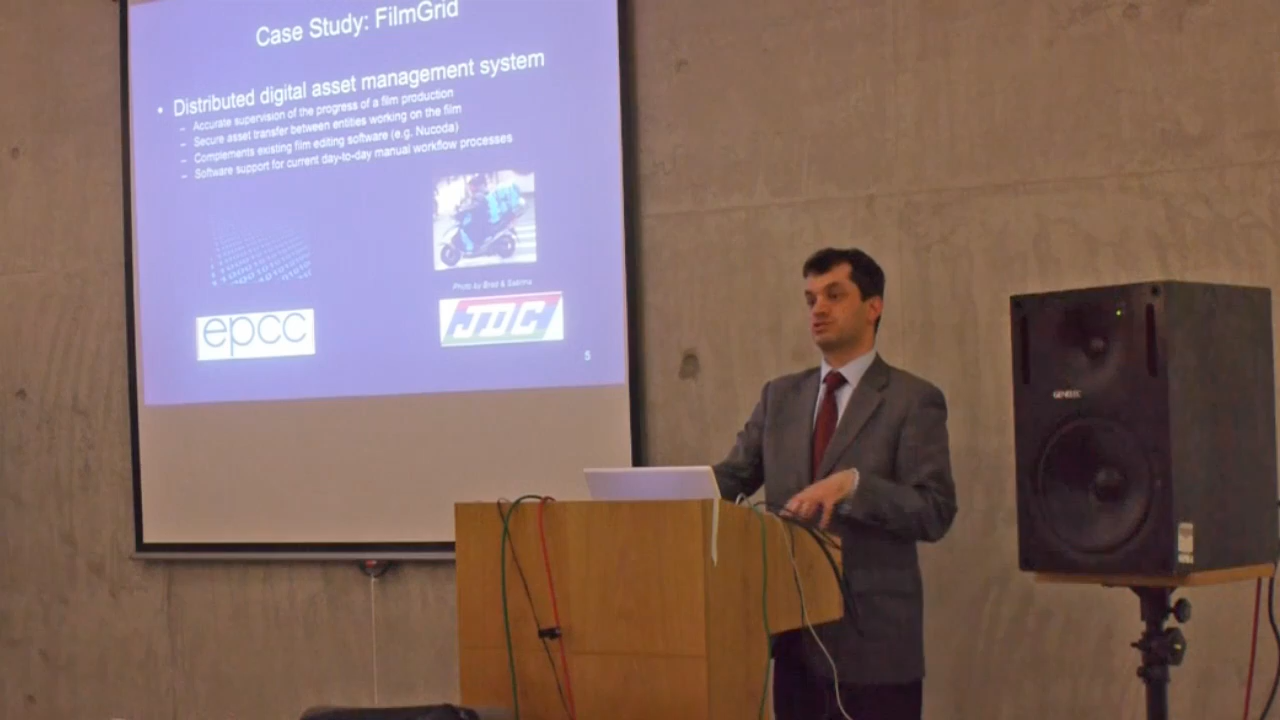 Case Study: FilmGrid
• Distributed digital asset management system
– Accurate supervision of the progress of a film production
– Secure asset transfer between entities working on the film
– Complements existing film editing software (e.g. Nucoda)
– Software support for current day-to-day manual workflow processes
Photo by Brad & Sabrina
epcc
JDC
5
GENELEC